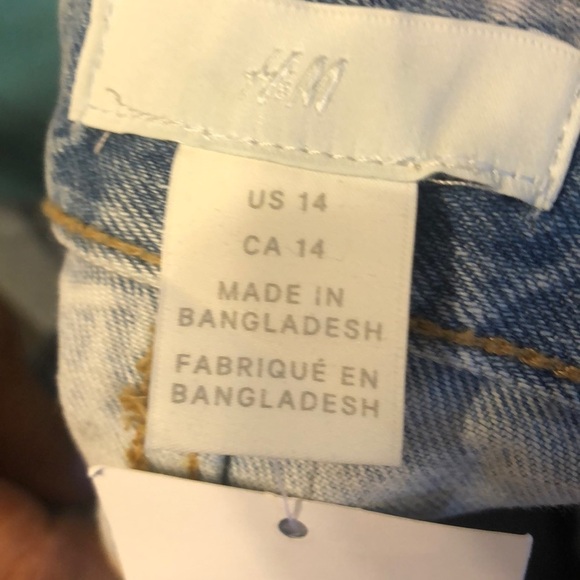 H&M
US 14
CA 14
MADE IN
BANGLADESH
FABRIQUÉ EN
BANGLADESH